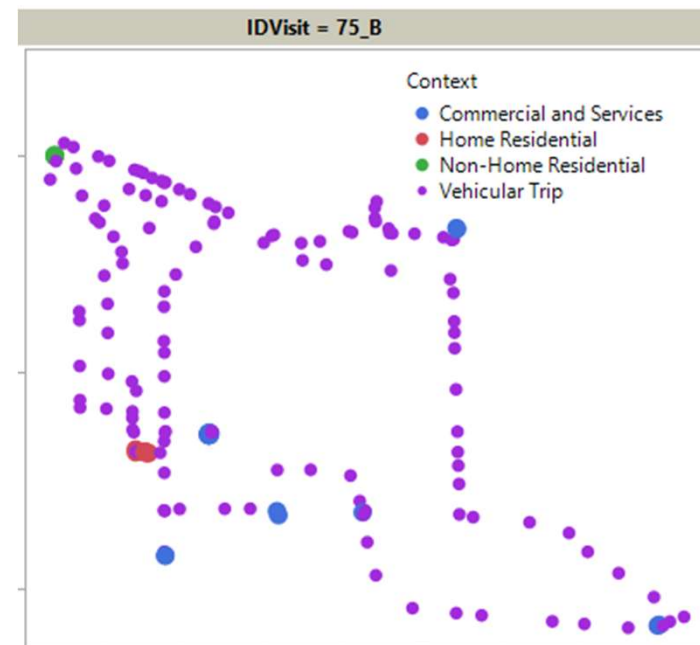 IDVisit = 75_B
Context
Commercial and Services
Home Residential
Non-Home Residential
Vehicular Trip